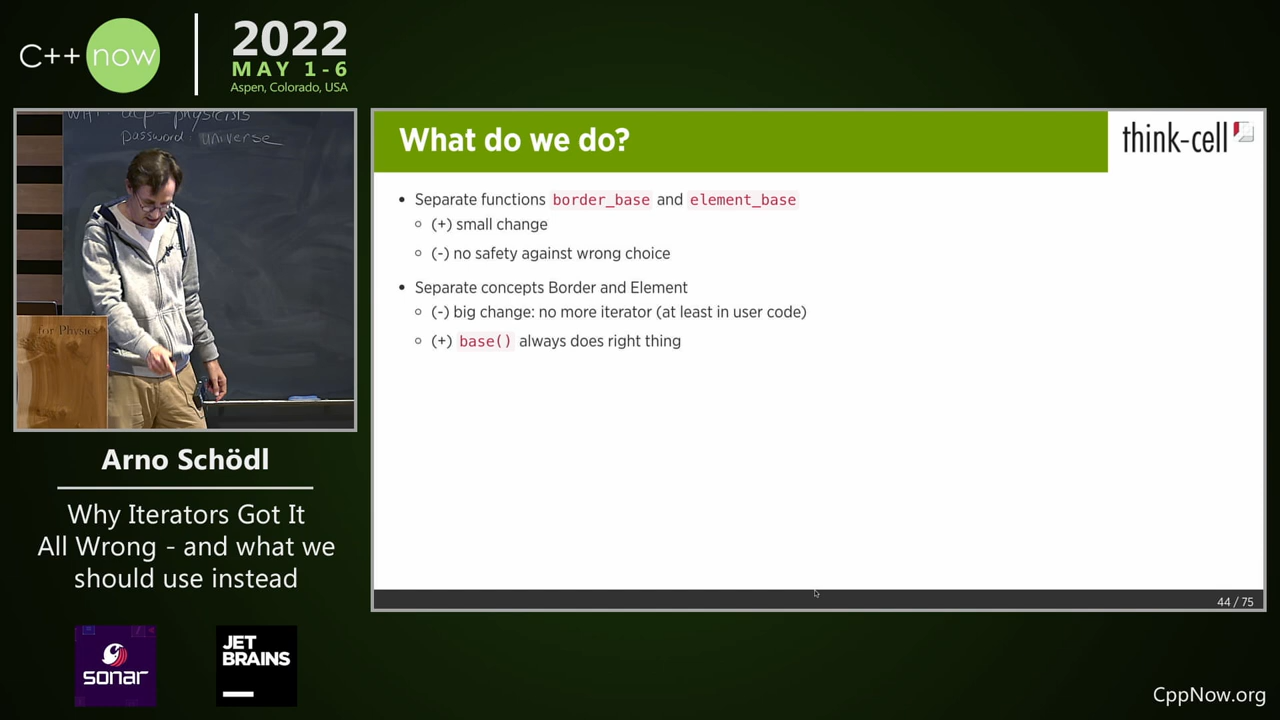 C++ now
2022
MAY 1-6
Aspen, Colorado, USA
password: universe
for Physics
Arno Schödl
Why Iterators Got It
All Wrong - and what we
should use instead
sonar
JET
BRAINS
What do we do?
think-cell
• Separate functions border_base and element_base
○ (+) small change
○ (-) no safety against wrong choice
• Separate concepts Border and Element
○ (-) big change: no more iterator (at least in user code)
○ (+) base() always does right thing
44 / 75
CppNow.org